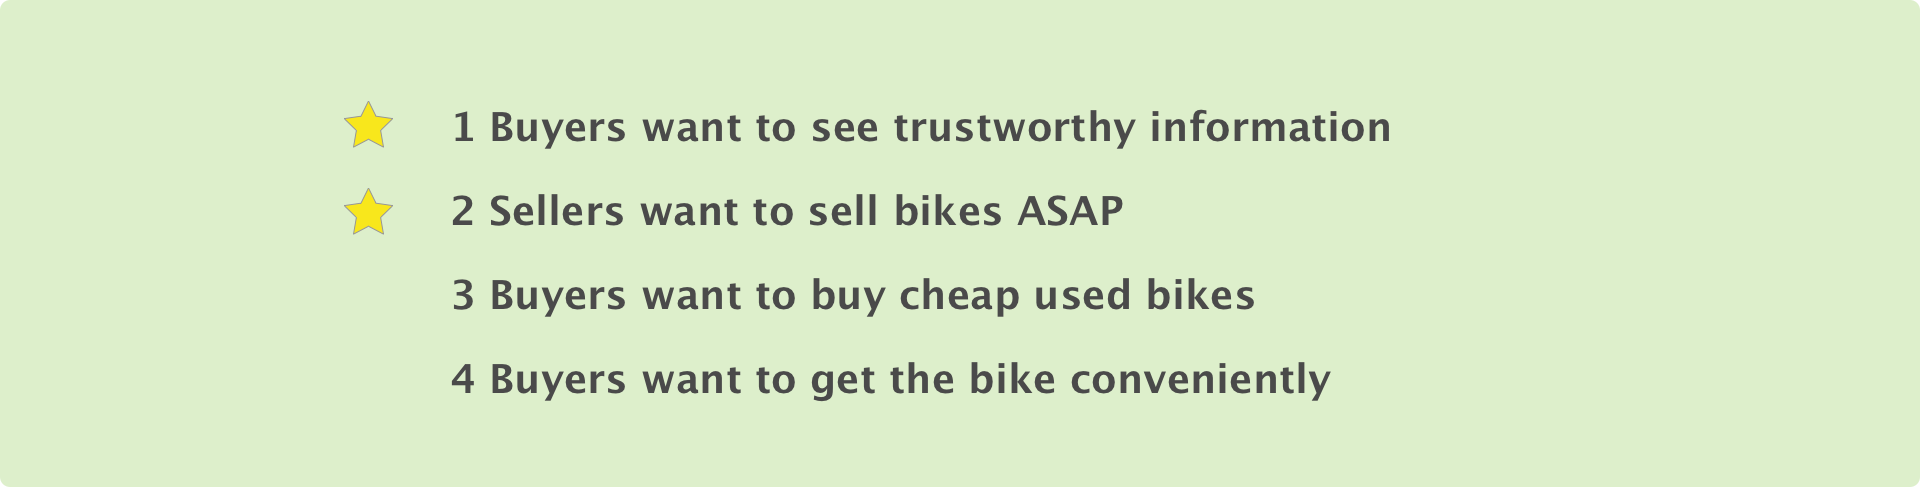 1 Buyers want to see trustworthy information
2 Sellers want to sell bikes ASAP
3 Buyers want to buy cheap used bikes
4 Buyers want to get the bike conveniently